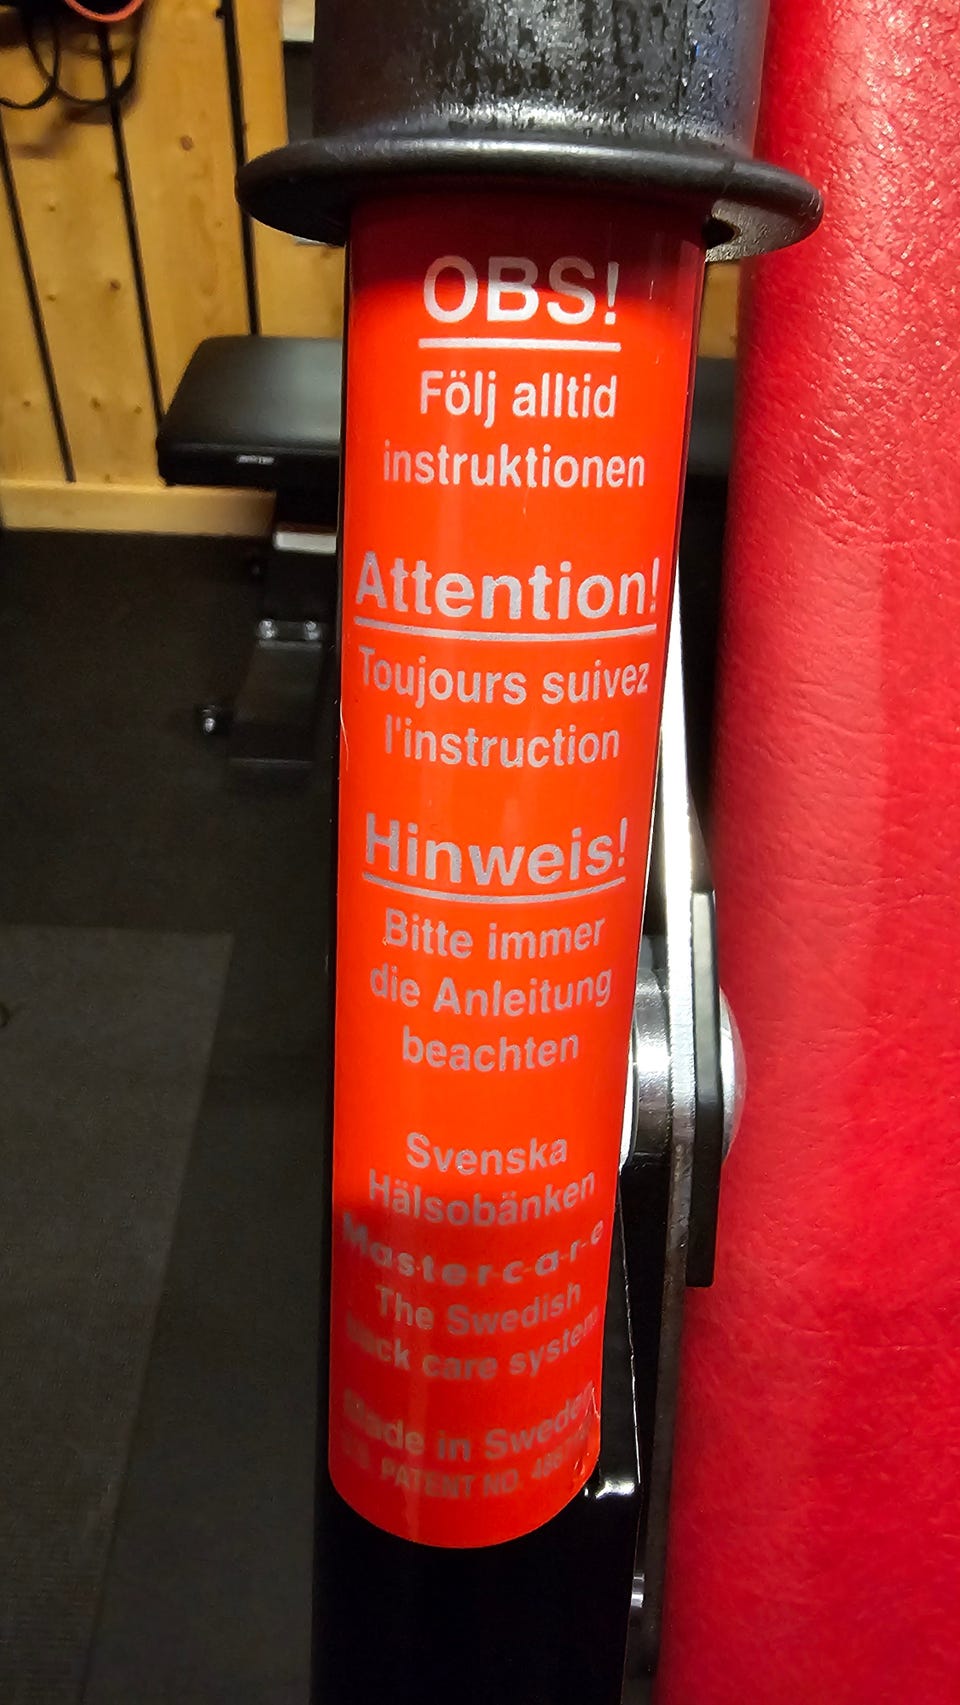 OBS!
Följ alltid
instruktionen
Attention!
Toujours suivez
l'instruction
Hinweis!
Bitte immer
die Anleitung
beachten
Svenska
Hälsobänken
Mastercare
The Swedish
back care system
Made in Sweden
PATENT NO.